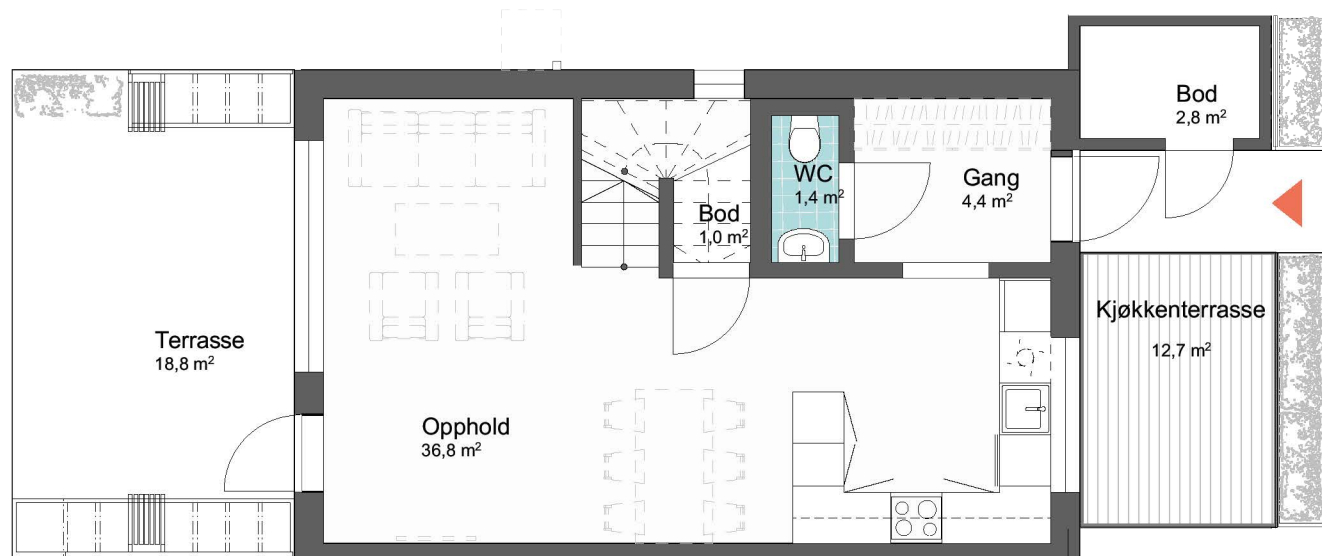 Bod
2,8 m²
WC
1,4 m²
Gang
4,4 m²
Bod
1,0 m²
Terrasse
18,8 m²
Kjøkkenterrasse
12,7 m²
Opphold
36,8 m²